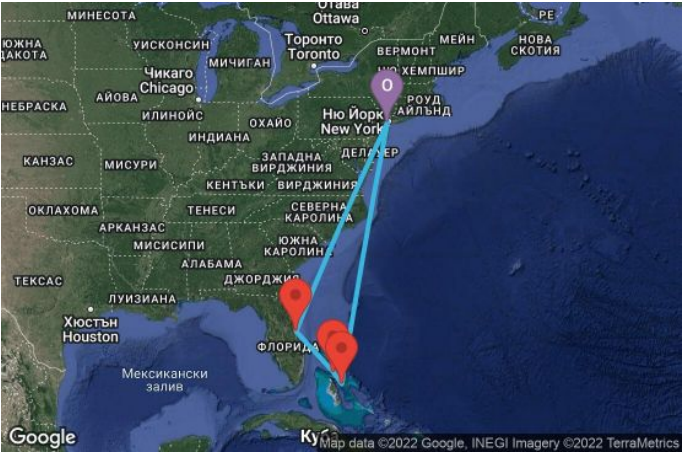 Отава
Ottawa
МИНЕСОТА
PE
ЮЖНА
ДАКОТА
УИСКОНСИН
Торонто
Toronto
МЕЙН
НОВА
СКОТИЯ
ВЕРМОНТ
МИЧИГАН
НЮ ХЕМПШИР
Чикаго
Chicago
АЙОВА
НЕБРАСКА
РОУД
АЙЛЪНД
О
Ню Йорк
New York
ИЛИНОЙС
ОХАЙО
ИНДИАНА
ДЕЛАУЕР
КАНЗАС
МИСУРИ
ЗАПАДНА
ВИРДЖИНИЯ
КЕНТЪКИ
ВИРДЖИНИЯ
ОКЛАХОМА
ТЕНЕСИ
СЕВЕРНА
КАРОЛИНА
АРКАНЗАС
МИСИСИПИ
ЮЖНА
КАРОЛИНА
АЛАБАМА
ДЖОРДЖИЯ
ТЕКСАС
ЛУИЗИАНА
Хюстън
Houston
ФЛОРИДА
Мексикански
залив
Куба
Google
Map data ©2022 Google, INEGI Imagery ©2022 TerraMetrics